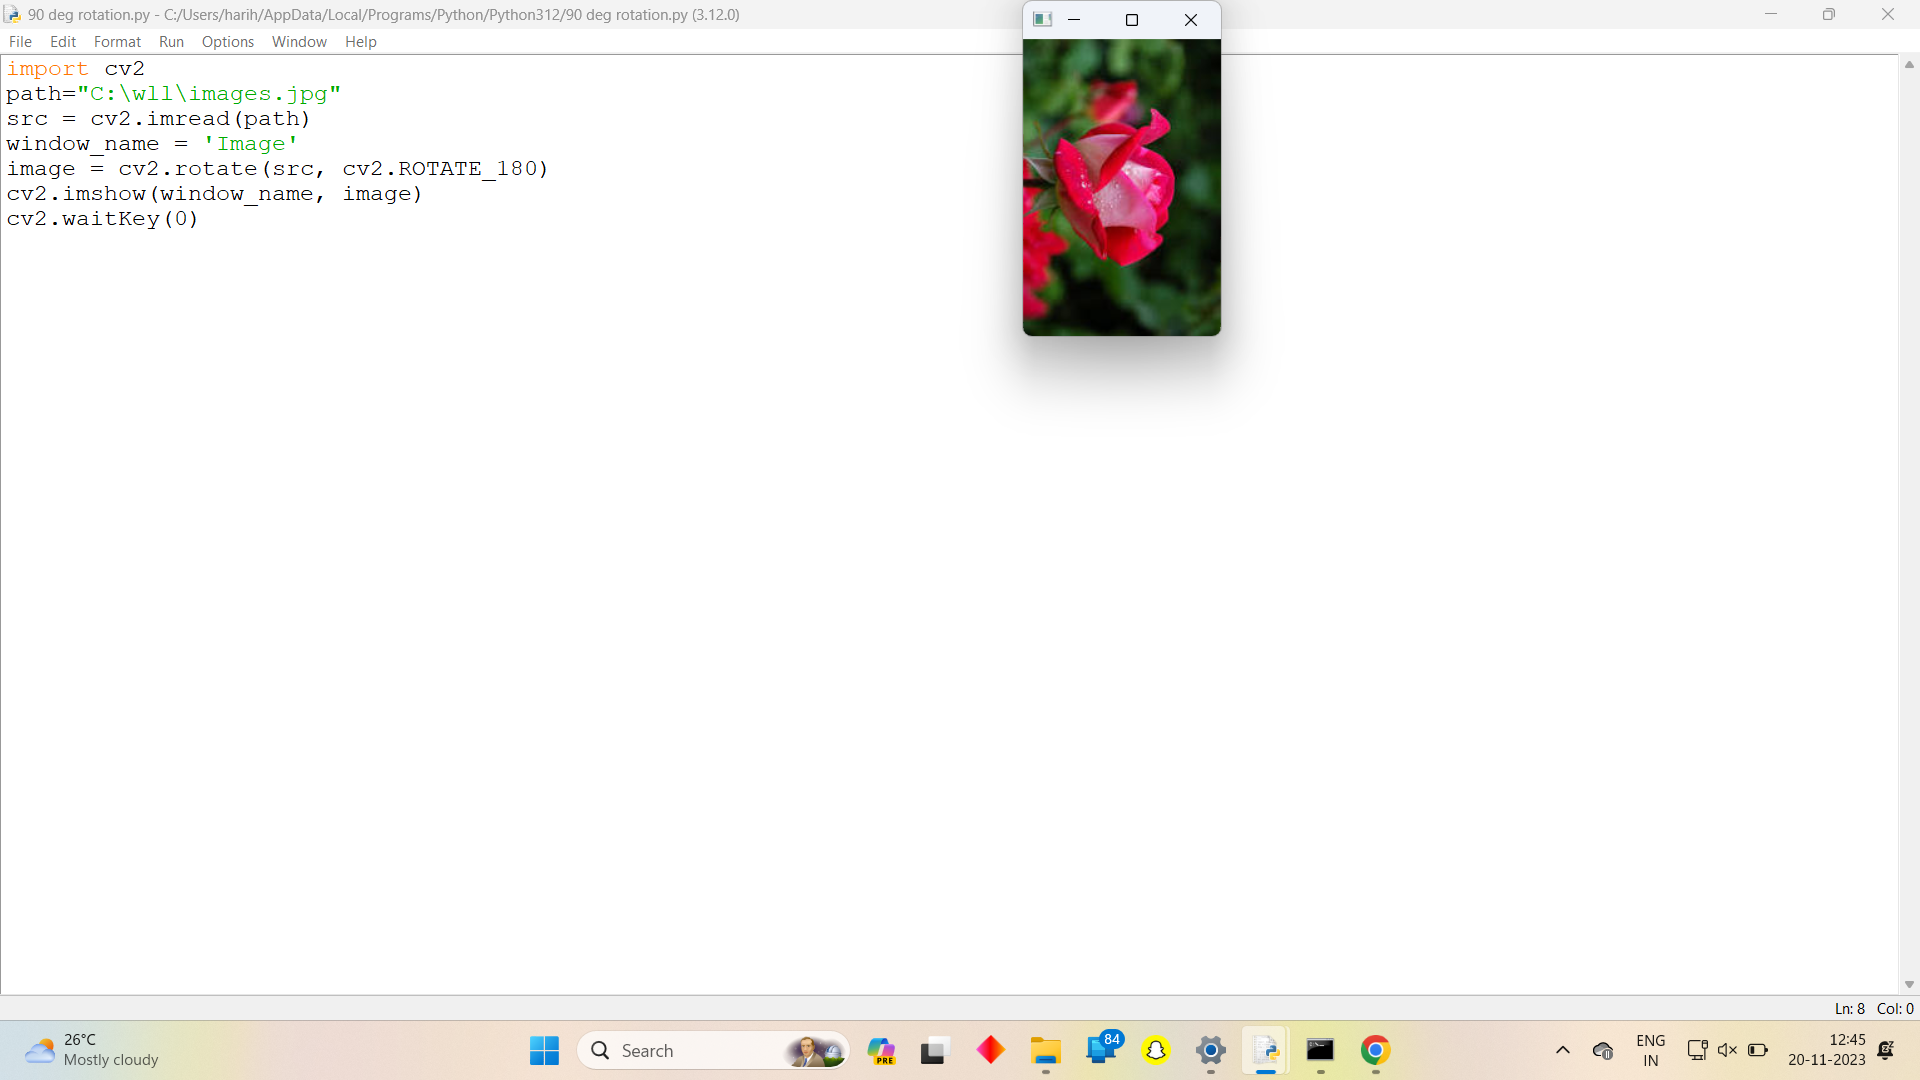 90 deg rotation.py - C:/Users/harih/AppData/Local/Programs/Python/Python312/90 deg rotation.py (3.12.0)
File Edit Format Run Options Window Help
import cv2
path="C:\wll\images.jpg"
src = cv2.imread(path)
window_name = 'Image'
image = cv2.rotate(src, cv2.ROTATE_180)
cv2.imshow(window_name, image)
cv2.waitKey(0)
Ln: 8 Col: 0
26°C
Mostly cloudy
Search
PRE
84
ENG
IN
12:45
20-11-2023